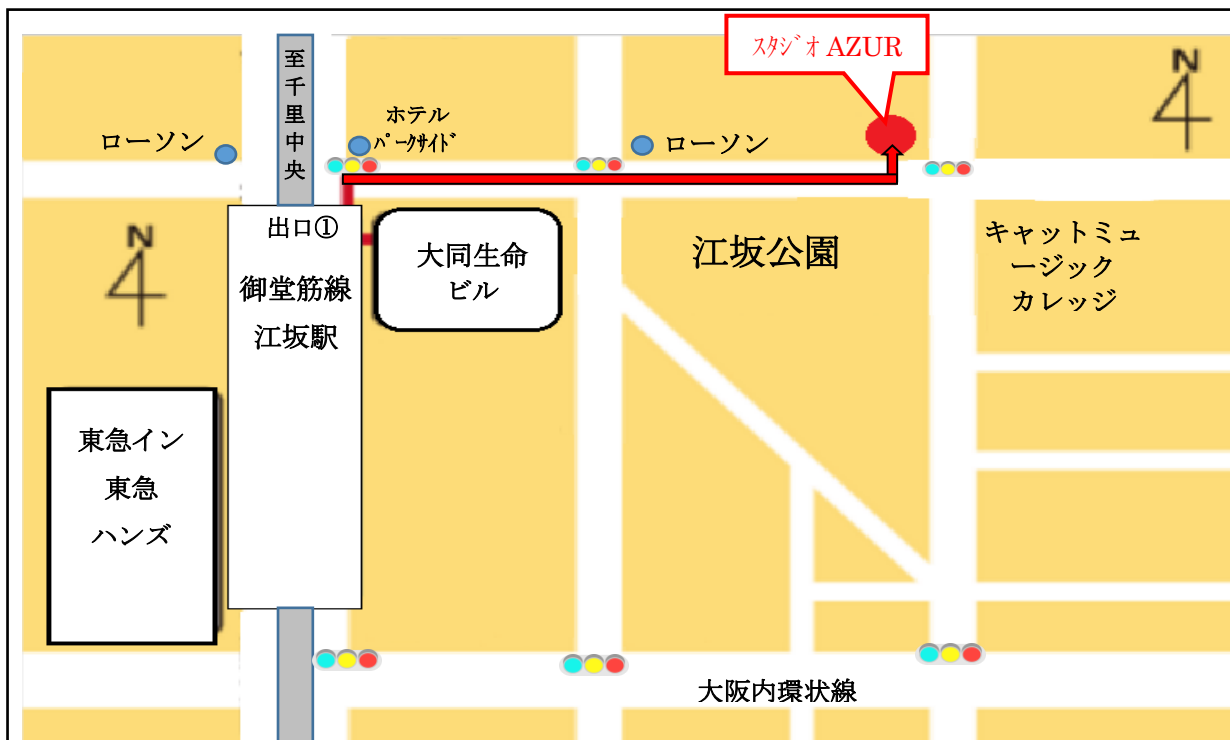 スタジオ AZUR
N
至
千
里
中
央
ホテル
パークサイド
ローソン
ローソン
出口①
御堂筋線
江坂駅
大同生命
ビル
江坂公園
キャットミュ
ージック
カレッジ
N
東急イン
東急
ハンズ
大阪内環状線